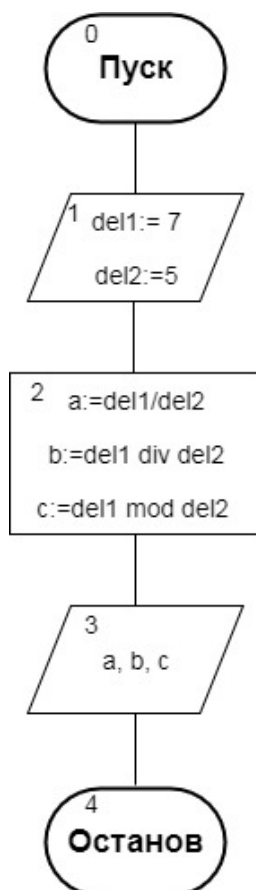 0
Пуск
1
del1:= 7
del2:=5
2
a:=del1/del2
b:=del1 div del2
c:=del1 mod del2
3
a, b, c
4
Останов